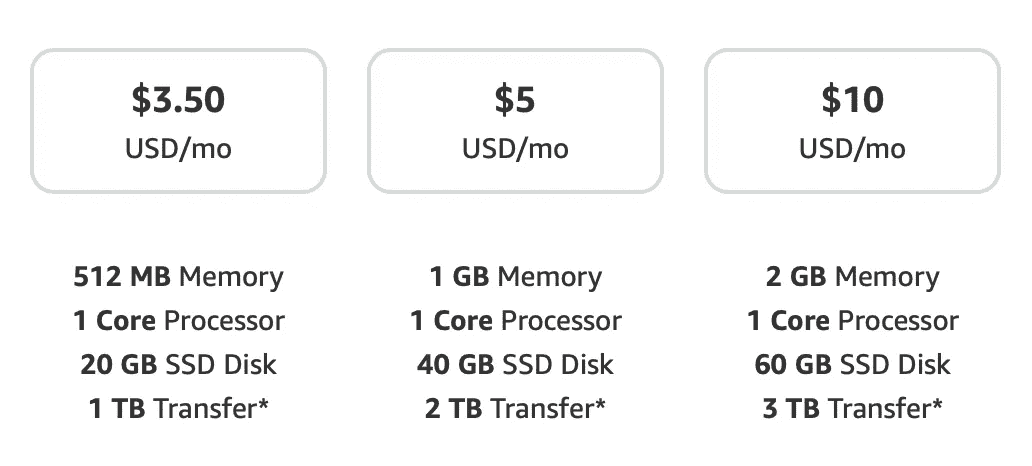 $3.50
USD/mo
512 MB Memory
1 Core Processor
20 GB SSD Disk
1 TB Transfer*
$5
USD/mo
1 GB Memory
1 Core Processor
40 GB SSD Disk
2 TB Transfer*
$10
USD/mo
2 GB Memory
1 Core Processor
60 GB SSD Disk
3 TB Transfer*